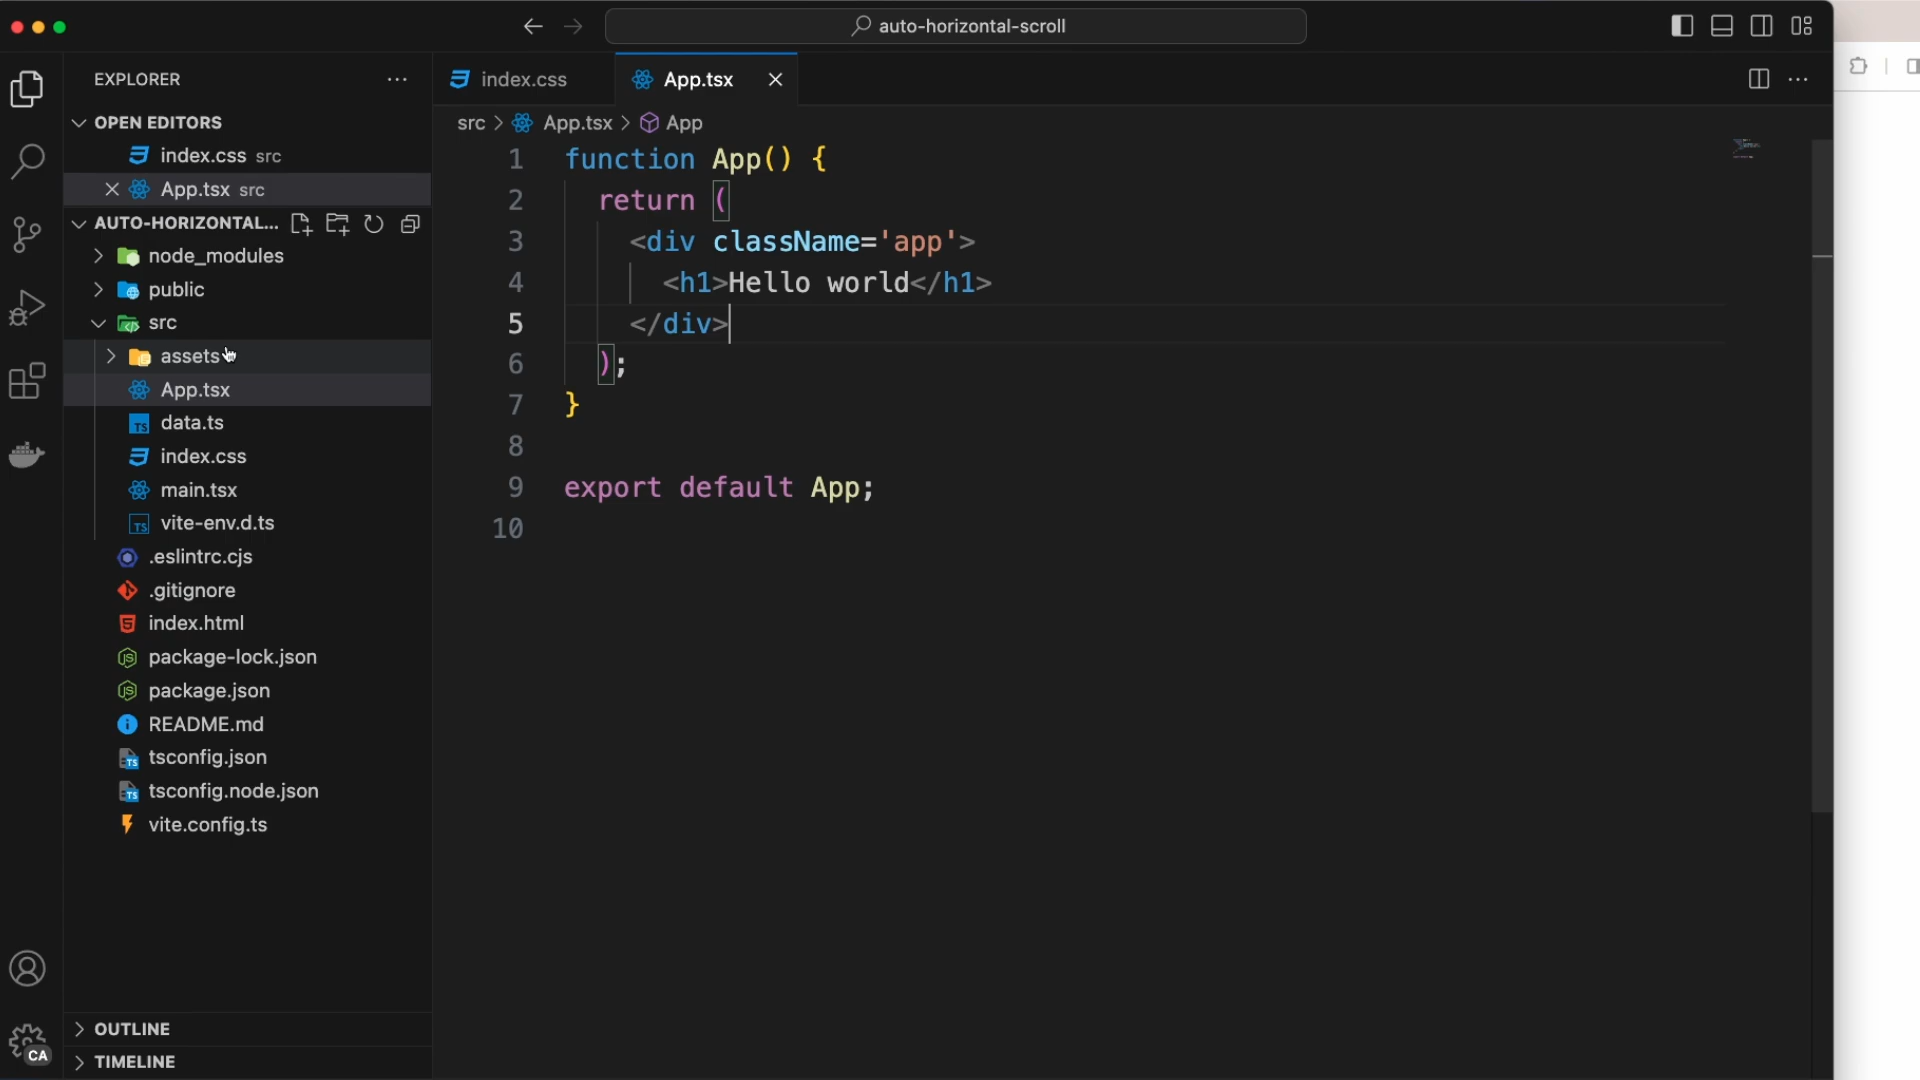 auto-horizontal-scroll
EXPLORER
index.css
App.tsx
OPEN EDITORS
src > App.tsx > App
index.css src
App.tsx src
AUTO-HORIZONTAL...
node_modules
public
src
assets
App.tsx
data.ts
index.css
main.tsx
vite-env.d.ts
.eslintrc.cjs
.gitignore
index.html
package-lock.json
package.json
README.md
tsconfig.json
tsconfig.node.json
vite.config.ts
OUTLINE
TIMELINE
CA
1 function App() {
2 return (
3 <div className='app'>
4 <h1>Hello world</h1>
5 </div>
6 );
7 }
8
9 export default App;
10